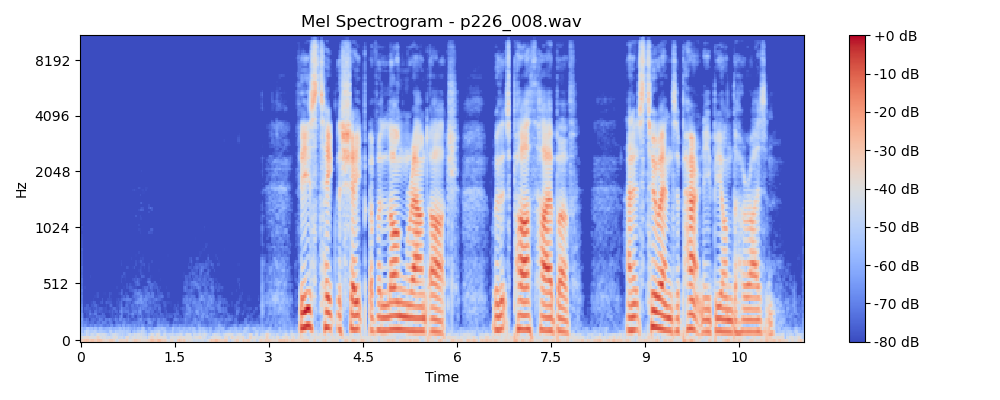 Mel Spectrogram - p226_008.wav
8192
4096
2048
1024
512
0
Hz
0 1.5 3 4.5 6 7.5 9 10
Time
+0 dB
-10 dB
-20 dB
-30 dB
-40 dB
-50 dB
-60 dB
-70 dB
-80 dB